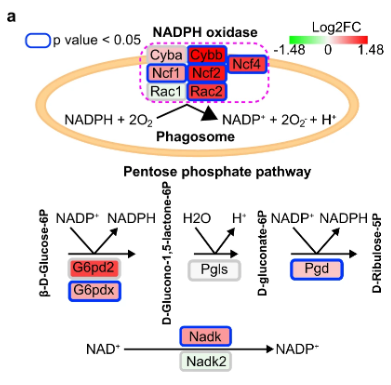 a
p value < 0.05
NADPH oxidase
Log2FC
-1.48 0 1.48
Cyba Cybb
Ncf1 Ncf2 Ncf4
Rac1 Rac2
NADPH + 2O2 NADP+ + 2O2- + H+
Phagosome
Pentose phosphate pathway
β-D-Glucose-6P
NADP+ NADPH
G6pd2
G6pdx
D-Glucomo-1,5-lactone-6P
H2O H+
Pgls
D-gluconate-6P
NADP+ NADPH
Pgd
D-Ribulose-5P
Nadk
NAD+ NADP+
Nadk2